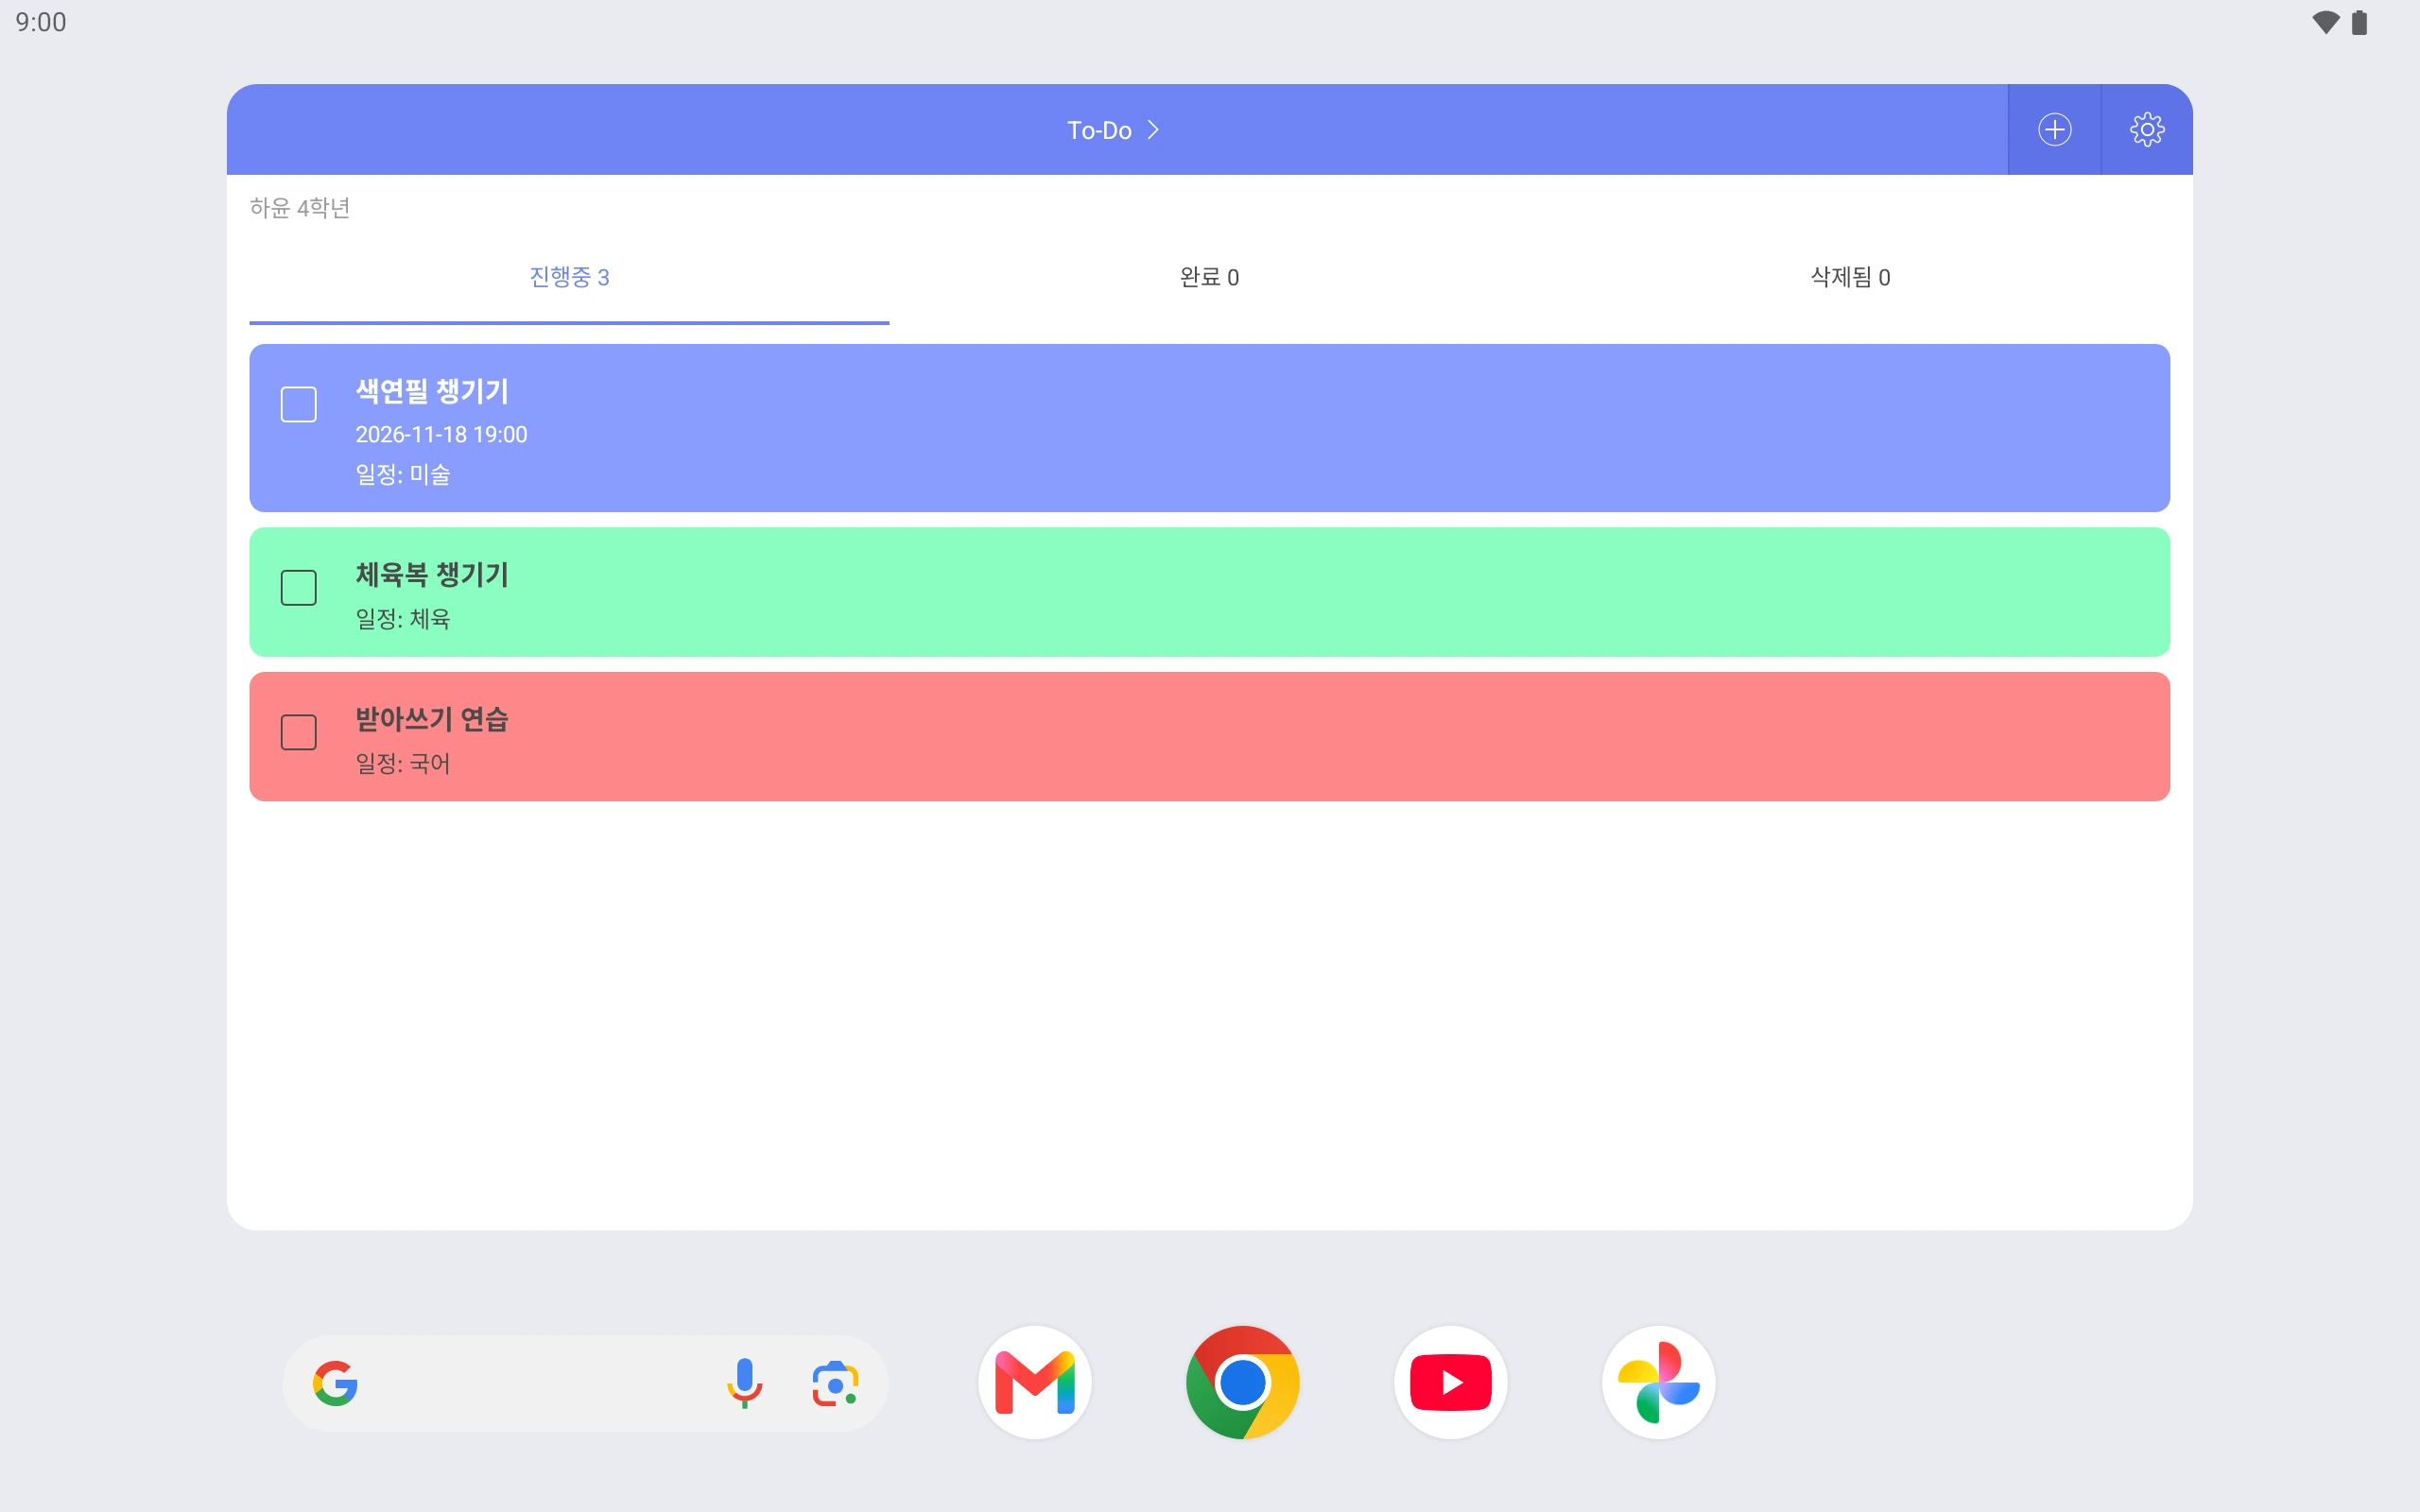 9:00
To-Do
하윤 4학년
진행중 3
완료 0
삭제됨 0
색연필 챙기기
2026-11-18 19:00
일정: 미술
체육복 챙기기
일정: 체육
받아쓰기 연습
일정: 국어